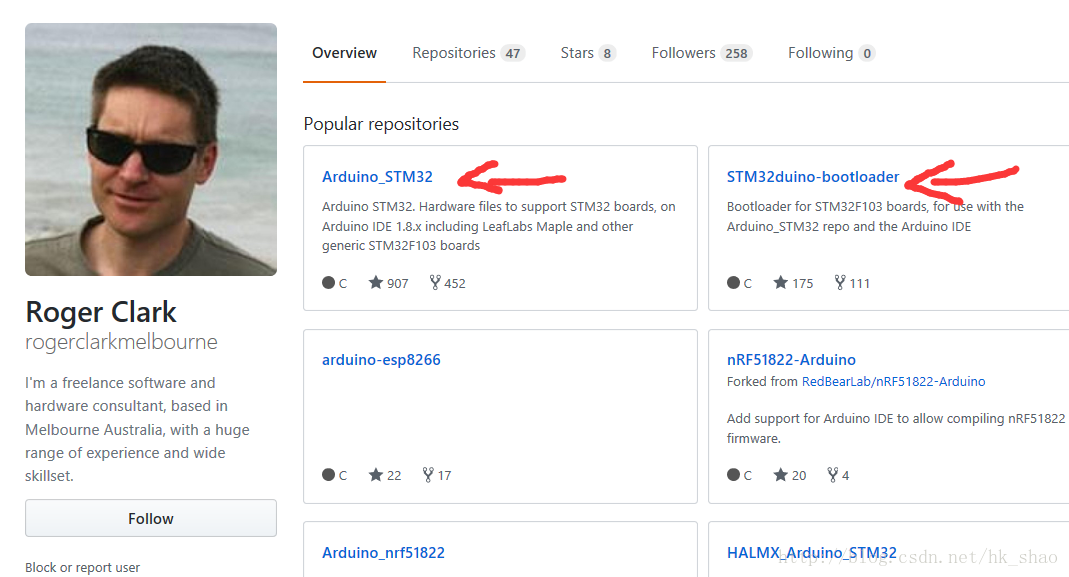 Overview Repositories 47 Stars 8 Followers 258 Following 0
Popular repositories
Arduino_STM32
Arduino STM32. Hardware files to support STM32 boards, on
Arduino IDE 1.8.x including LeafLabs Maple and other
generic STM32F103 boards
C 907 452
STM32duino-bootloader
Bootloader for STM32F103 boards, for use with the
Arduino_STM32 repo and the Arduino IDE
C 175 111
Roger Clark
rogerclarkmelbourne
I'm a freelance software and
hardware consultant, based in
Melbourne Australia, with a huge
range of experience and wide
skillset.
Follow
Block or report user
arduino-esp8266
C 22 17
nRF51822-Arduino
Forked from RedBearLab/nRF51822-Arduino
Add support for Arduino IDE to allow compiling nRF51822
firmware.
C 20 4
Arduino_nrf51822
HALMX_Arduino_STM32
http://blog.csdn.net/hk_shao